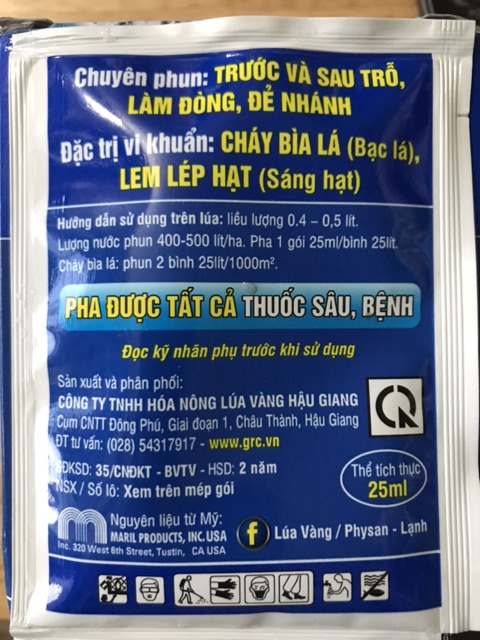 Chuyên phun: TRƯỚC VÀ SAU TRỖ,
LÀM ĐÒNG, ĐẺ NHÁNH
Đặc trị vi khuẩn: CHÁY BÌA LÁ (Bạc lá),
LEM LÉP HẠT (Sáng hạt)
Hướng dẫn sử dụng trên lúa: liều lượng 0.4 – 0,5 lít.
Lượng nước phun 400-500 lít/ha. Pha 1 gói 25ml/bình 25lít.
Cháy bìa lá: phun 2 bình 25lít/1000m².
PHA ĐƯỢC TẤT CẢ THUỐC SÂU, BỆNH
Đọc kỹ nhãn phụ trước khi sử dụng
Sản xuất và phân phối:
CÔNG TY TNHH HÓA NÔNG LÚA VÀNG HẬU GIANG
Cụm CNTT Đông Phú, Giai đoạn 1, Châu Thành, Hậu Giang
ĐT tư vấn: (028) 54317917 - www.grc.vn
SĐKSD: 35/CNĐKT - BVTV - HSD: 2 năm
NSX / Số lô: Xem trên mép gói
Thể tích thực
25ml
Nguyên liệu từ Mỹ:
MARIL PRODUCTS, INC.USA
Inc. 320 West 6th Street, Tustin, CA USA
f Lúa Vàng / Physan - Lạnh